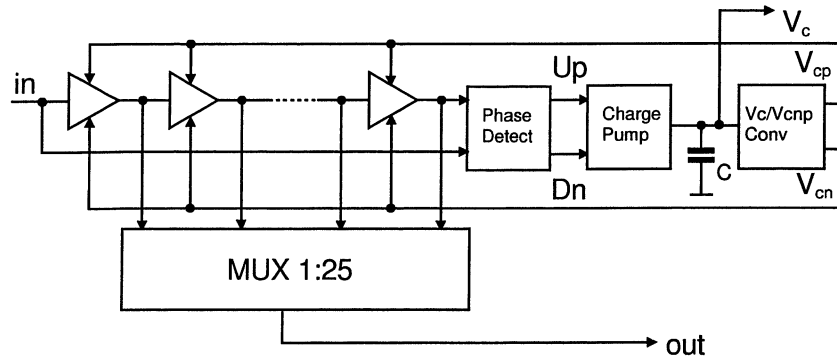 V_c
V_cp
in
Up
Phase
Detect
Charge
Pump
Vc/Vcnp
Conv
C
Dn
V_cn
MUX 1:25
out